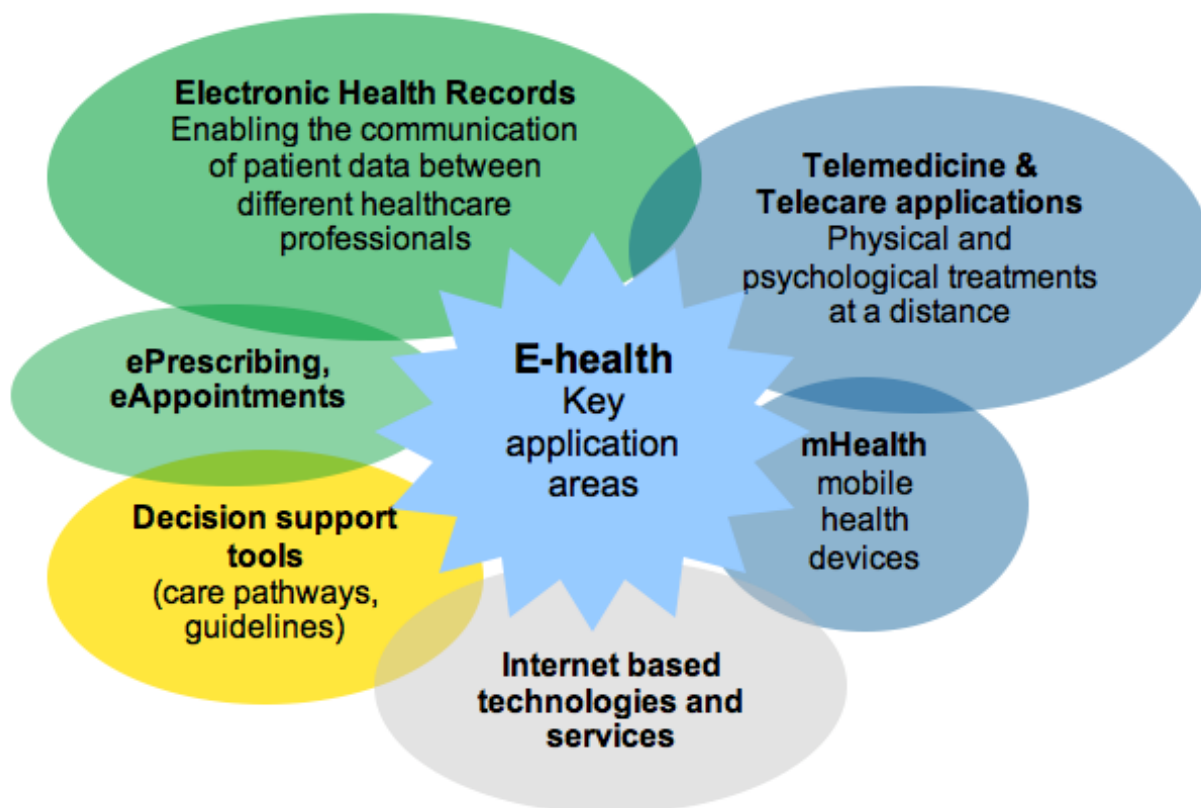 Electronic Health Records
Enabling the communication
of patient data between
different healthcare
professionals
Telemedicine &
Telecare applications
Physical and
psychological treatments
at a distance
ePrescribing,
eAppointments
E-health
Key
application
areas
mHealth
mobile
health
devices
Decision support
tools
(care pathways,
guidelines)
Internet based
technologies and
services